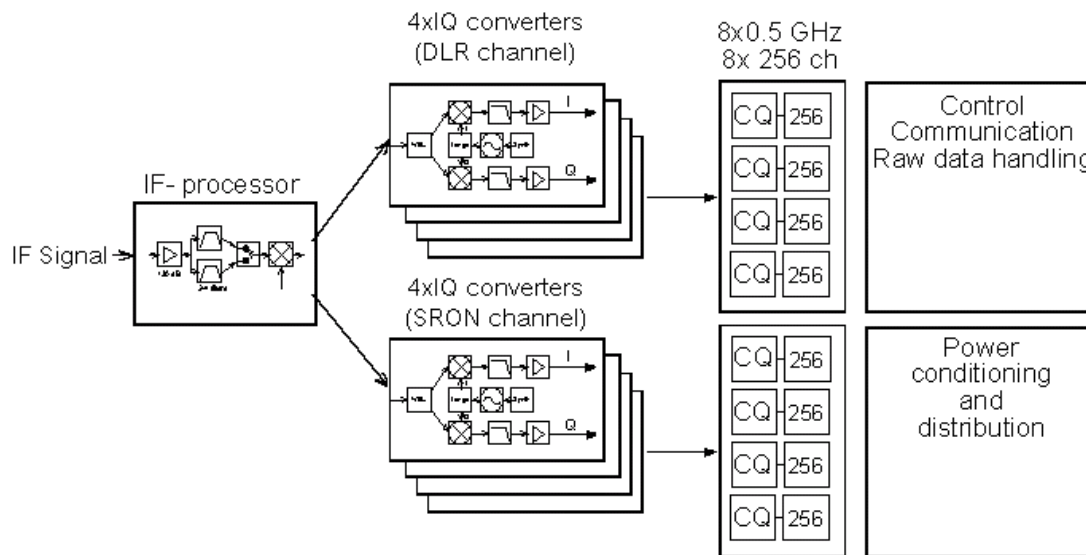 4xIQ converters
(DLR channel)
8x0.5 GHz
8x 256 ch
IF- processor
IF Signal
I
Q
CQ 256
CQ 256
CQ 256
CQ 256
Control
Communication
Raw data handling
4xIQ converters
(SRON channel)
I
Q
CQ 256
CQ 256
CQ 256
CQ 256
Power
conditioning
and
distribution